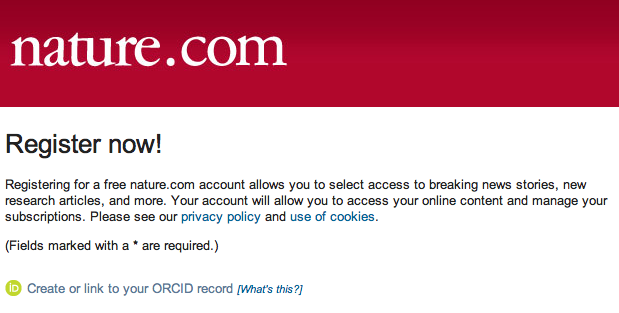 nature.com
Register now!
Registering for a free nature.com account allows you to select access to breaking news stories, new
research articles, and more. Your account will allow you to access your online content and manage your
subscriptions. Please see our privacy policy and use of cookies.
(Fields marked with a * are required.)
iD Create or link to your ORCID record [What's this?]